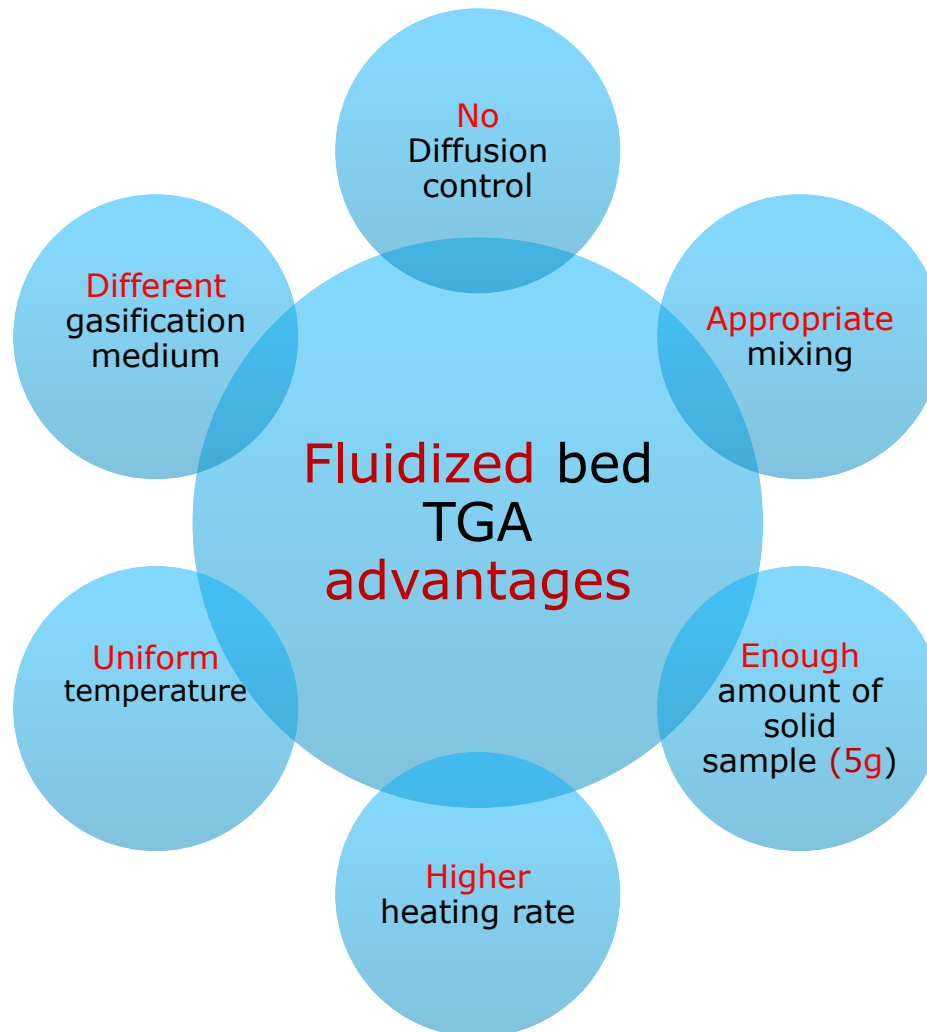 No
Diffusion
control
Different
gasification
medium
Appropriate
mixing
Fluidized bed
TGA
advantages
Uniform
temperature
Enough
amount of
solid
sample (5g)
Higher
heating rate